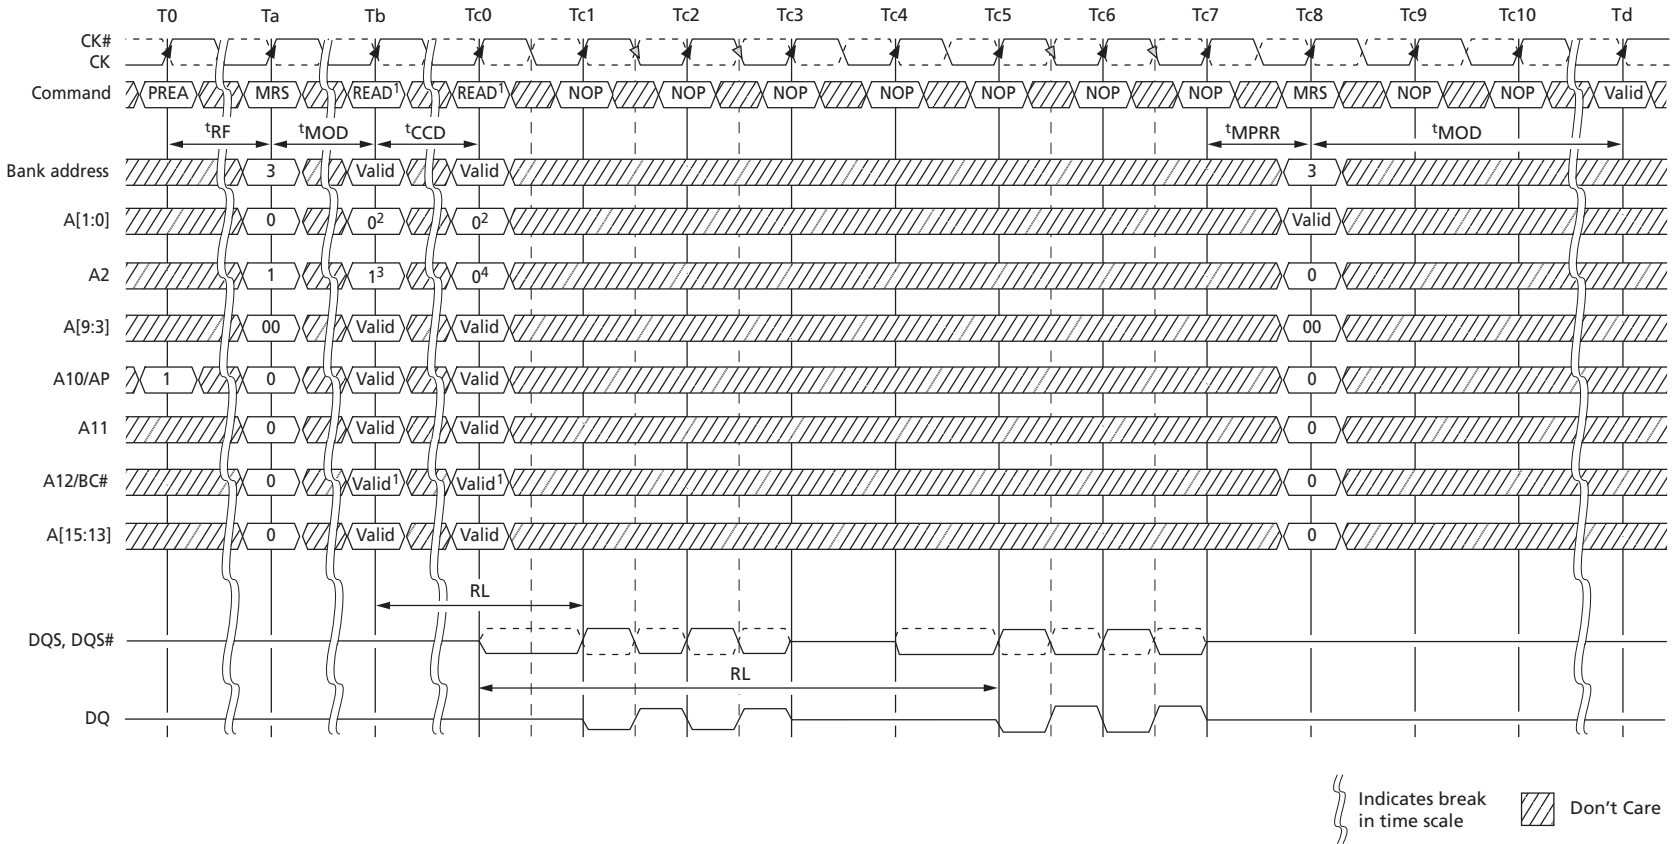 T0 Ta Tb Tc0 Tc1 Tc2 Tc3 Tc4 Tc5 Tc6 Tc7 Tc8 Tc9 Tc10 Td
CK#
CK
Command PREA MRS READ¹ READ¹ NOP NOP NOP NOP NOP NOP NOP MRS NOP NOP Valid
tRF tMOD tCCD tMPRR tMOD
Bank address 3 Valid Valid 3
A[1:0] 0 0² 0² Valid
A2 1 1³ 0⁴ 0
A[9:3] 00 Valid Valid 00
A10/AP 1 0 Valid Valid 0
A11 0 Valid Valid 0
A12/BC# 0 Valid¹ Valid¹ 0
A[15:13] 0 Valid Valid 0
RL
DQS, DQS#
RL
DQ
Indicates break
in time scale
Don't Care